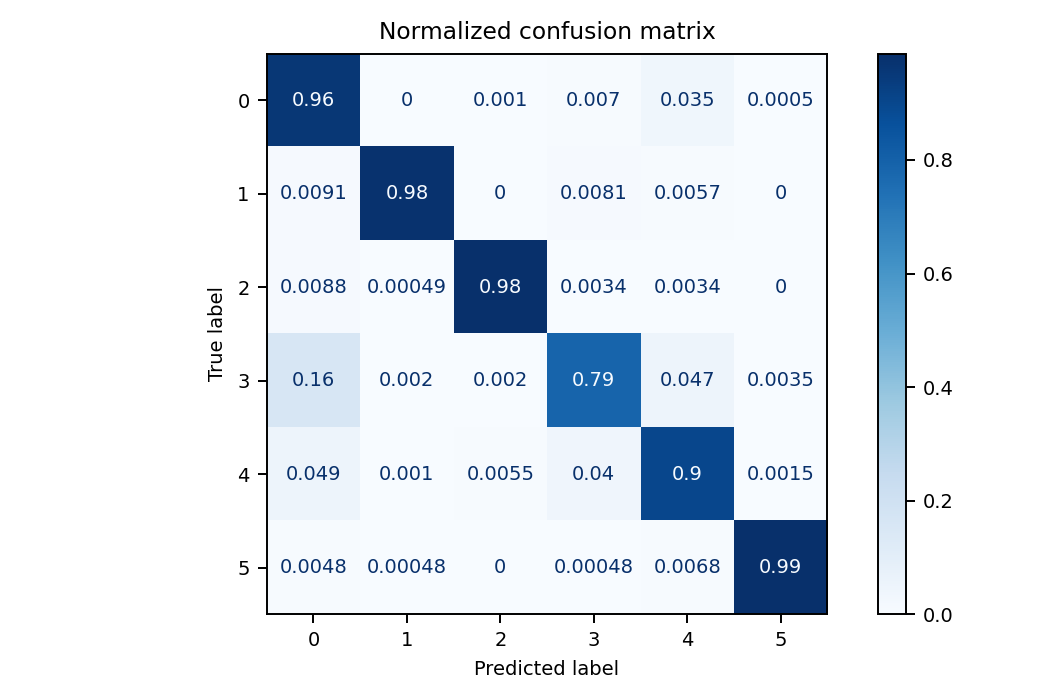 Normalized confusion matrix
0 0.96 0 0.001 0.007 0.035 0.0005
1 0.0091 0.98 0 0.0081 0.0057 0
2 0.0088 0.00049 0.98 0.0034 0.0034 0
3 0.16 0.002 0.002 0.79 0.047 0.0035
4 0.049 0.001 0.0055 0.04 0.9 0.0015
5 0.0048 0.00048 0 0.00048 0.0068 0.99
0 1 2 3 4 5
Predicted label
True label
0.8
0.6
0.4
0.2
0.0